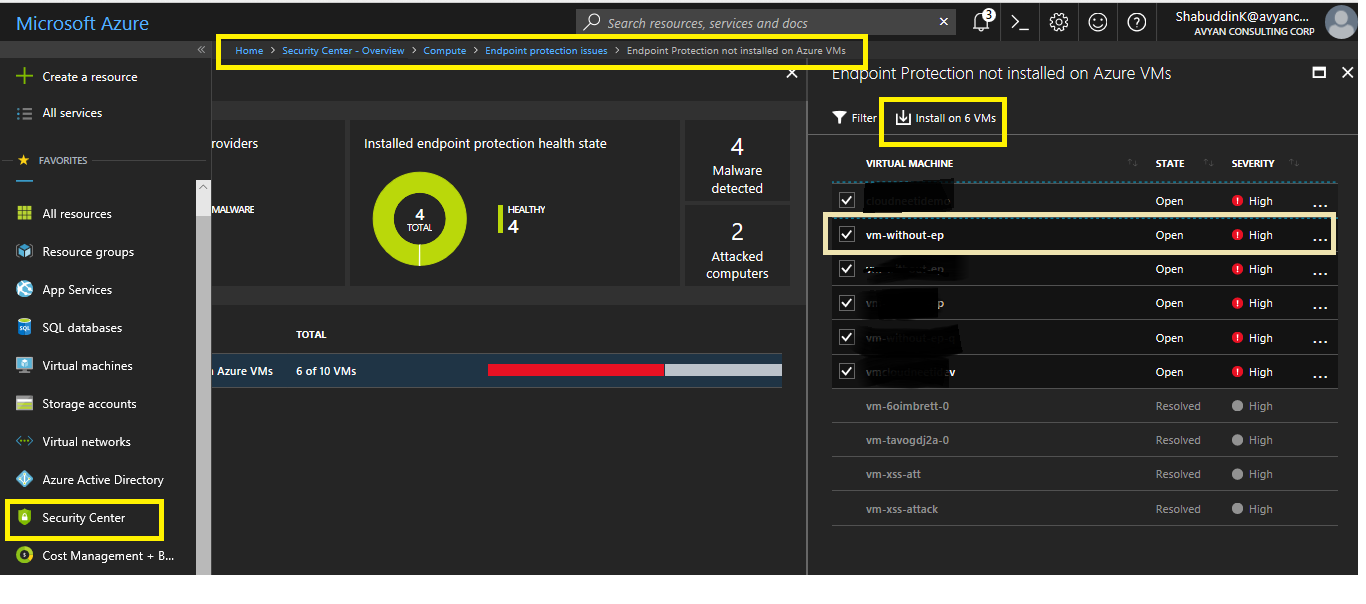 Microsoft Azure
Search resources, services and docs
3
ShabuddinK@avyanc...
AVYAN CONSULTING CORP
Home > Security Center - Overview > Compute > Endpoint protection issues > Endpoint Protection not installed on Azure VMs
Create a resource
All services
FAVORITES
All resources
Resource groups
App Services
SQL databases
Virtual machines
Storage accounts
Virtual networks
Azure Active Directory
Security Center
Cost Management + B...
roviders
MALWARE
Installed endpoint protection health state
4
TOTAL
HEALTHY
4
4
Malware
detected
2
Attacked
computers
TOTAL
Azure VMs 6 of 10 VMs
Endpoint Protection not installed on Azure VMs
Filter Install on 6 VMs
VIRTUAL MACHINE STATE SEVERITY
Open High ...
vm-without-ep Open High ...
Open High ...
Open High ...
Open High ...
Open High ...
vm-6oimbrett-0 Resolved High
vm-tavogdj2a-0 Resolved High
vm-xss-att Resolved High
vm-xss-attack Resolved High